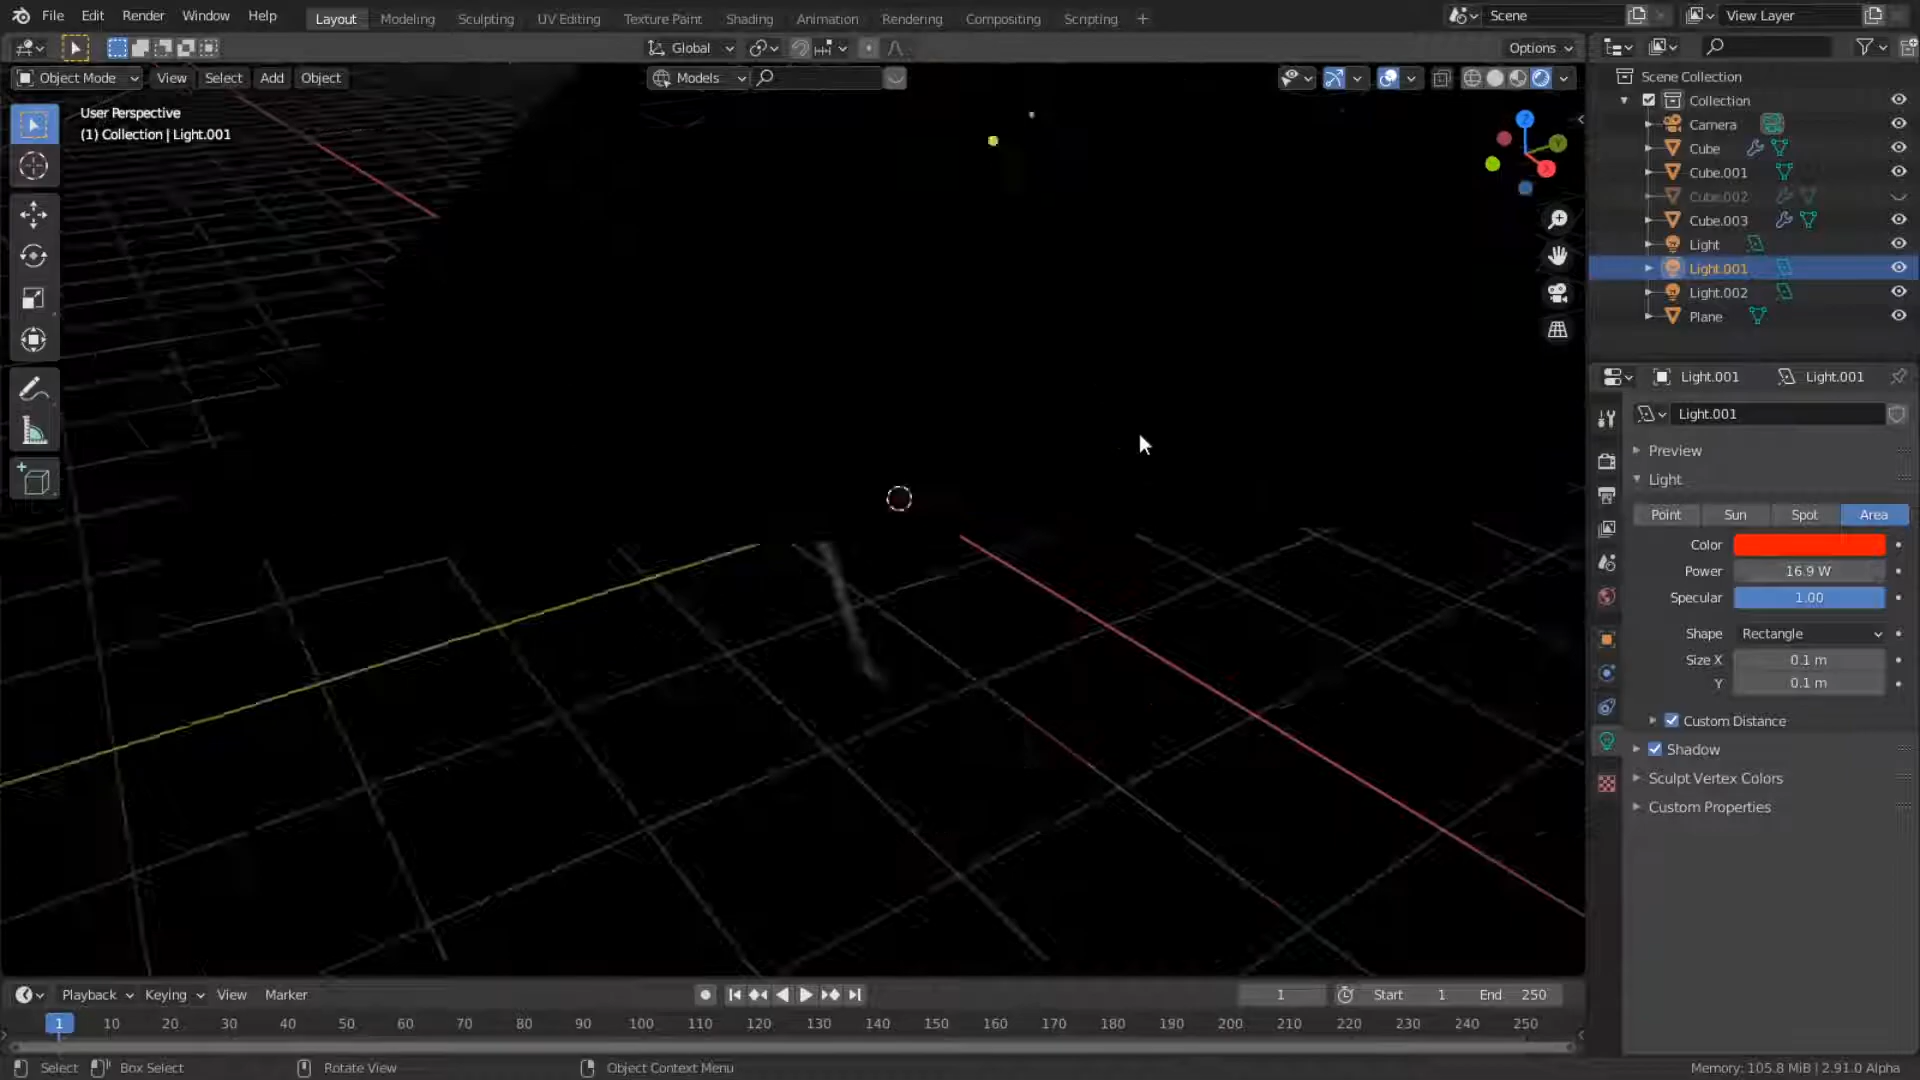 File Edit Render Window Help Layout Modeling Sculpting UV Editing Texture Paint Shading Animation Rendering Compositing Scripting + Scene View Layer
Global Options
Object Mode View Select Add Object Models
User Perspective
(1) Collection | Light.001
Z
Y
X
Scene Collection
Collection
Camera
Cube
Cube.001
Cube.002
Cube.003
Light
Light.001
Light.002
Plane
Light.001 Light.001
Light.001
Preview
Light
Point Sun Spot Area
Color
Power 16.9 W
Specular 1.00
Shape Rectangle
Size X 0.1 m
Y 0.1 m
Custom Distance
Shadow
Sculpt Vertex Colors
Custom Properties
Playback Keying View Marker 1 Start 1 End 250
1 10 20 30 40 50 60 70 80 90 100 110 120 130 140 150 160 170 180 190 200 210 220 230 240 250
Select Box Select Rotate View Object Context Menu Memory: 105.8 MiB | 2.91.0 Alpha